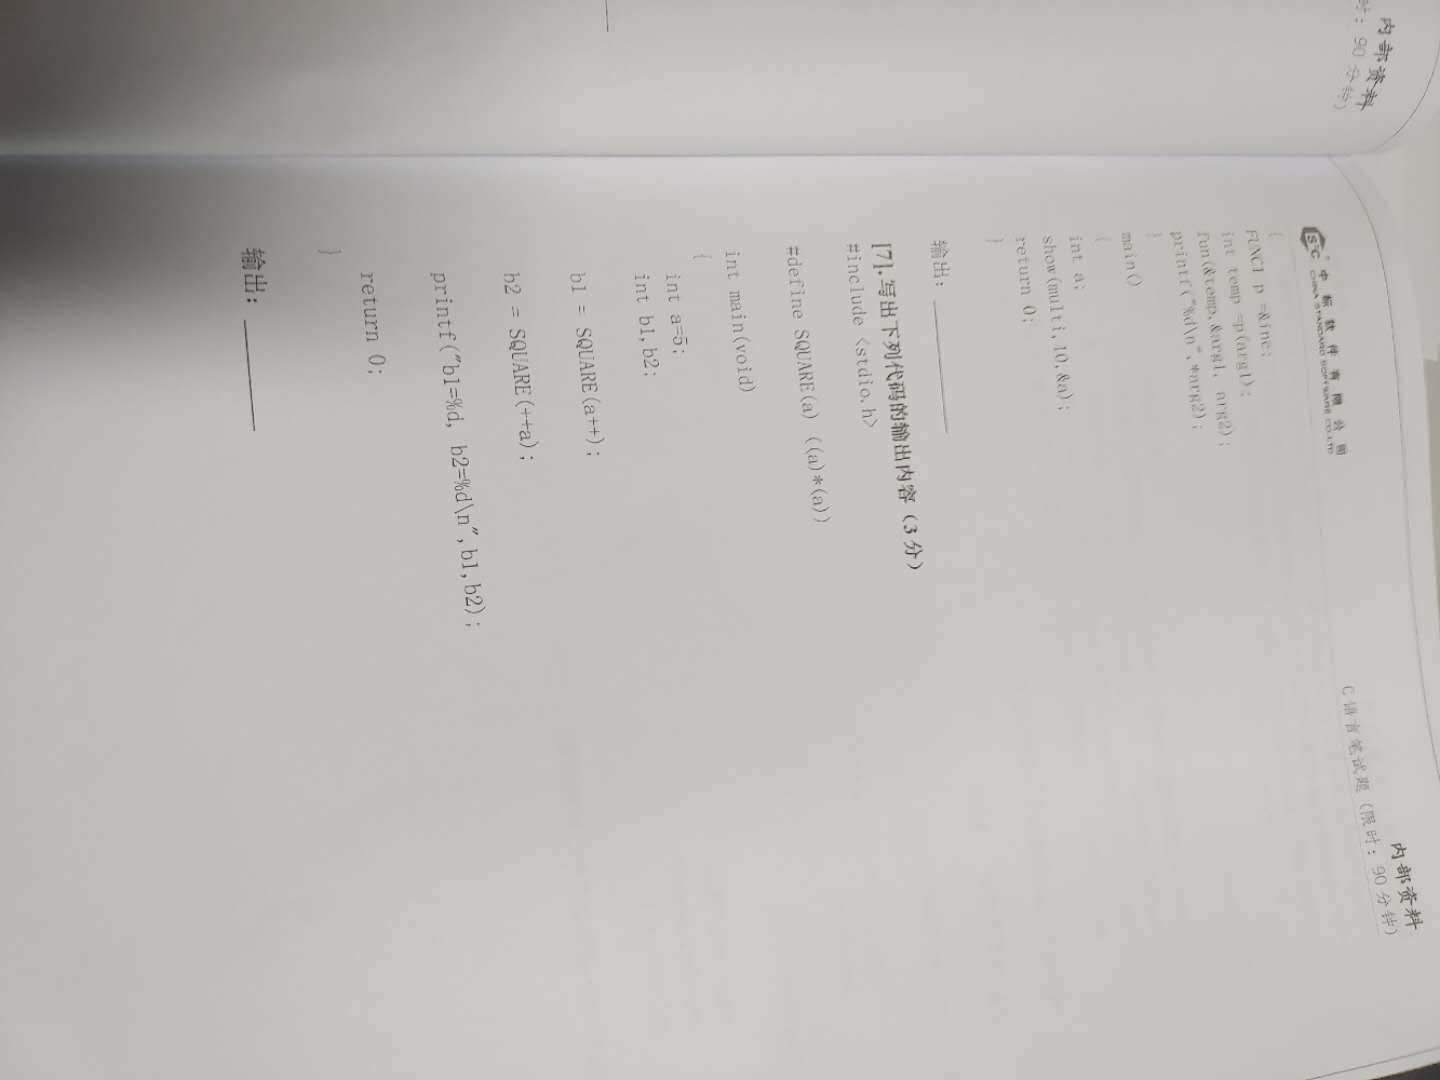 内部资料
时: 90 分钟)
中标软件有限公司
CHINA STANDARD SOFTWARE CO.LTD
内部资料
C 语言笔试题 (限时: 90 分钟)
{
FUNC1 p =&inc;
int temp =p(arg1);
fun(&temp,&arg1, arg2);
printf("%d\n", *arg2);
}
main()
{
int a;
show(multi,10,&a);
return 0;
}
输出:
[7].写出下列代码的输出内容 (3 分)
#include <stdio.h>
#define SQUARE(a) ((a)*(a))
int main(void)
{
int a=5;
int b1,b2;
b1 = SQUARE(a++);
b2 = SQUARE(++a);
printf("b1=%d, b2=%d\n",b1,b2);
return 0;
}
输出: